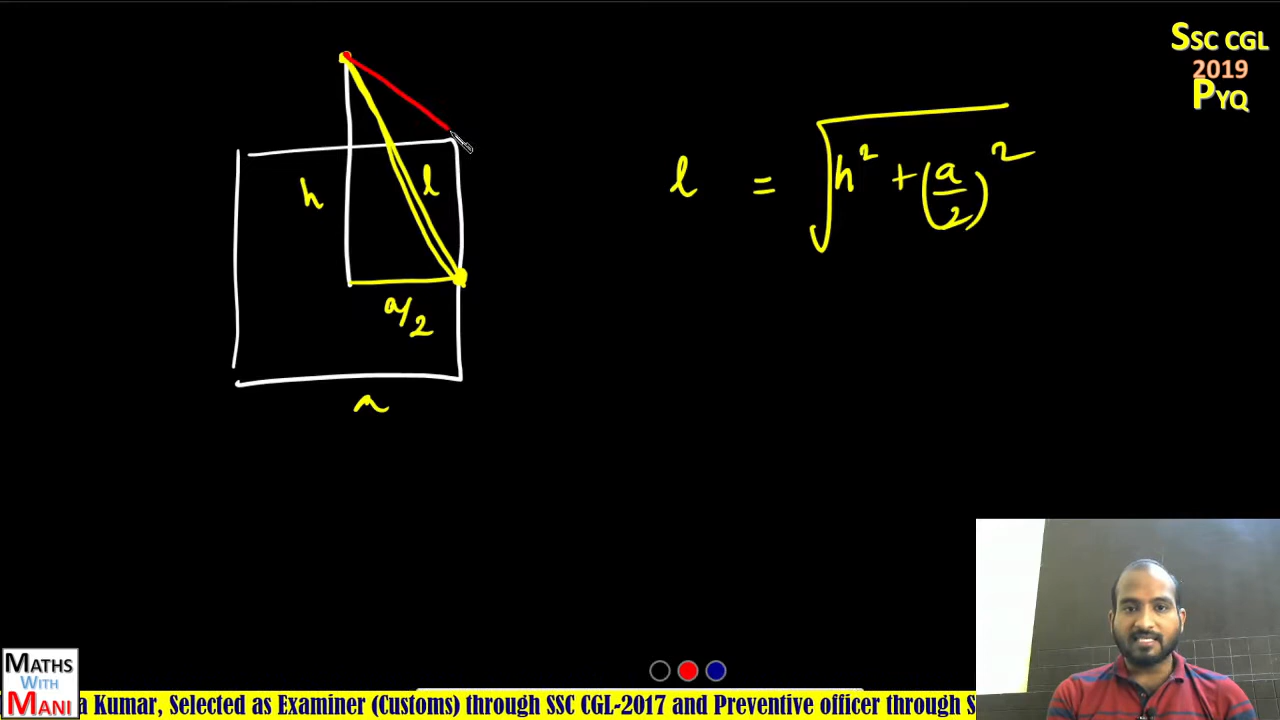 SSC CGL
2019
PYQ
h
l
a/2
a
l = √h² + (a/2)²
MATHS
WITH
MANI
a Kumar, Selected as Examiner (Customs) through SSC CGL-2017 and Preventive officer through S